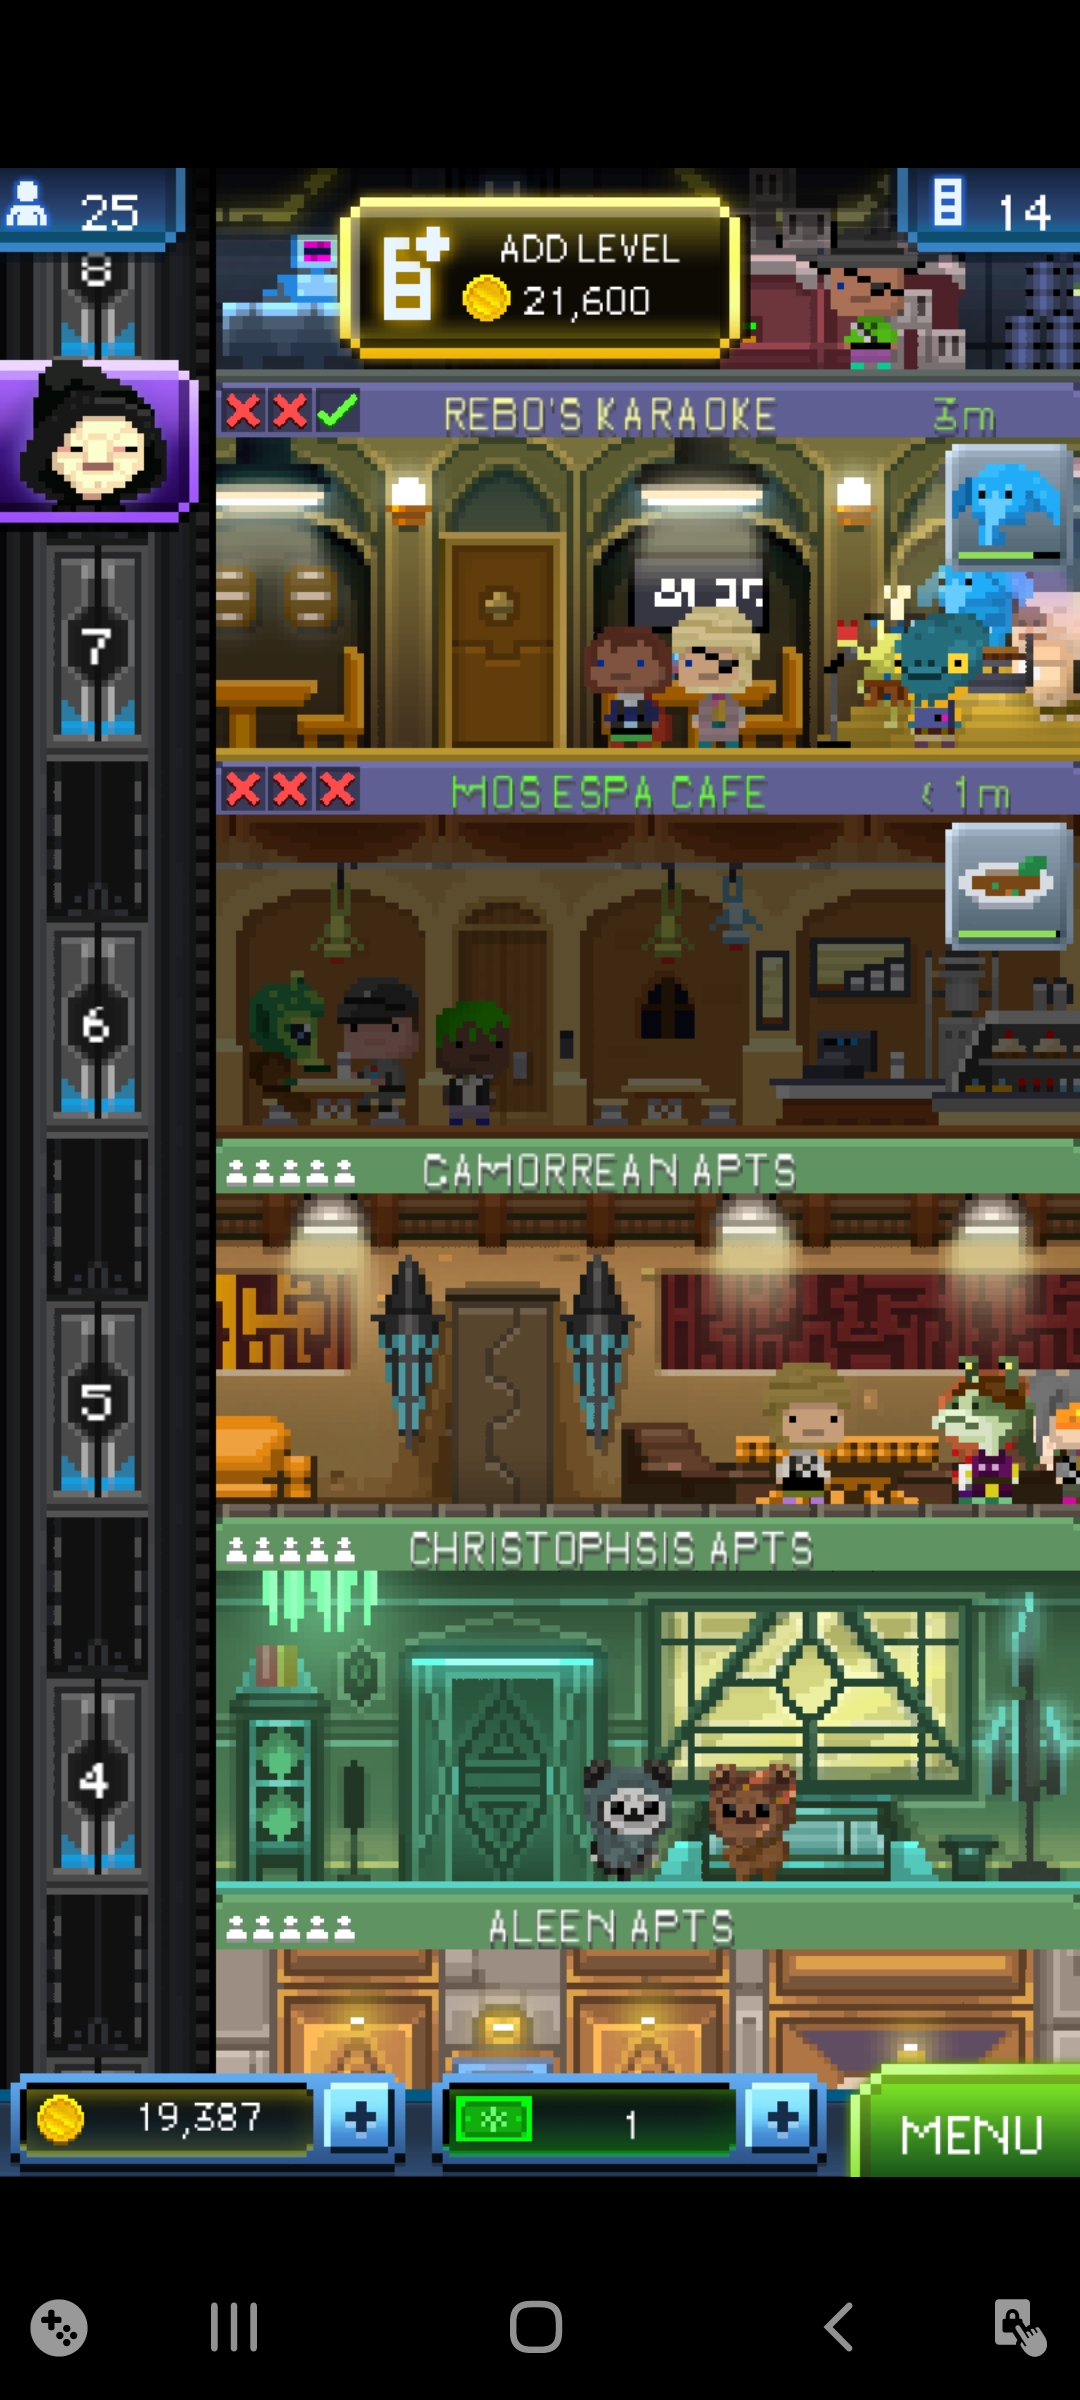 25
14
8
ADD LEVEL
21,600
REBO'S KARAOKE
3m
7
MOS ESPA CAFE
< 1m
6
CAMORREAN APTS
5
CHRISTOPHSIS APTS
4
ALEEN APTS
19,387
1
MENU